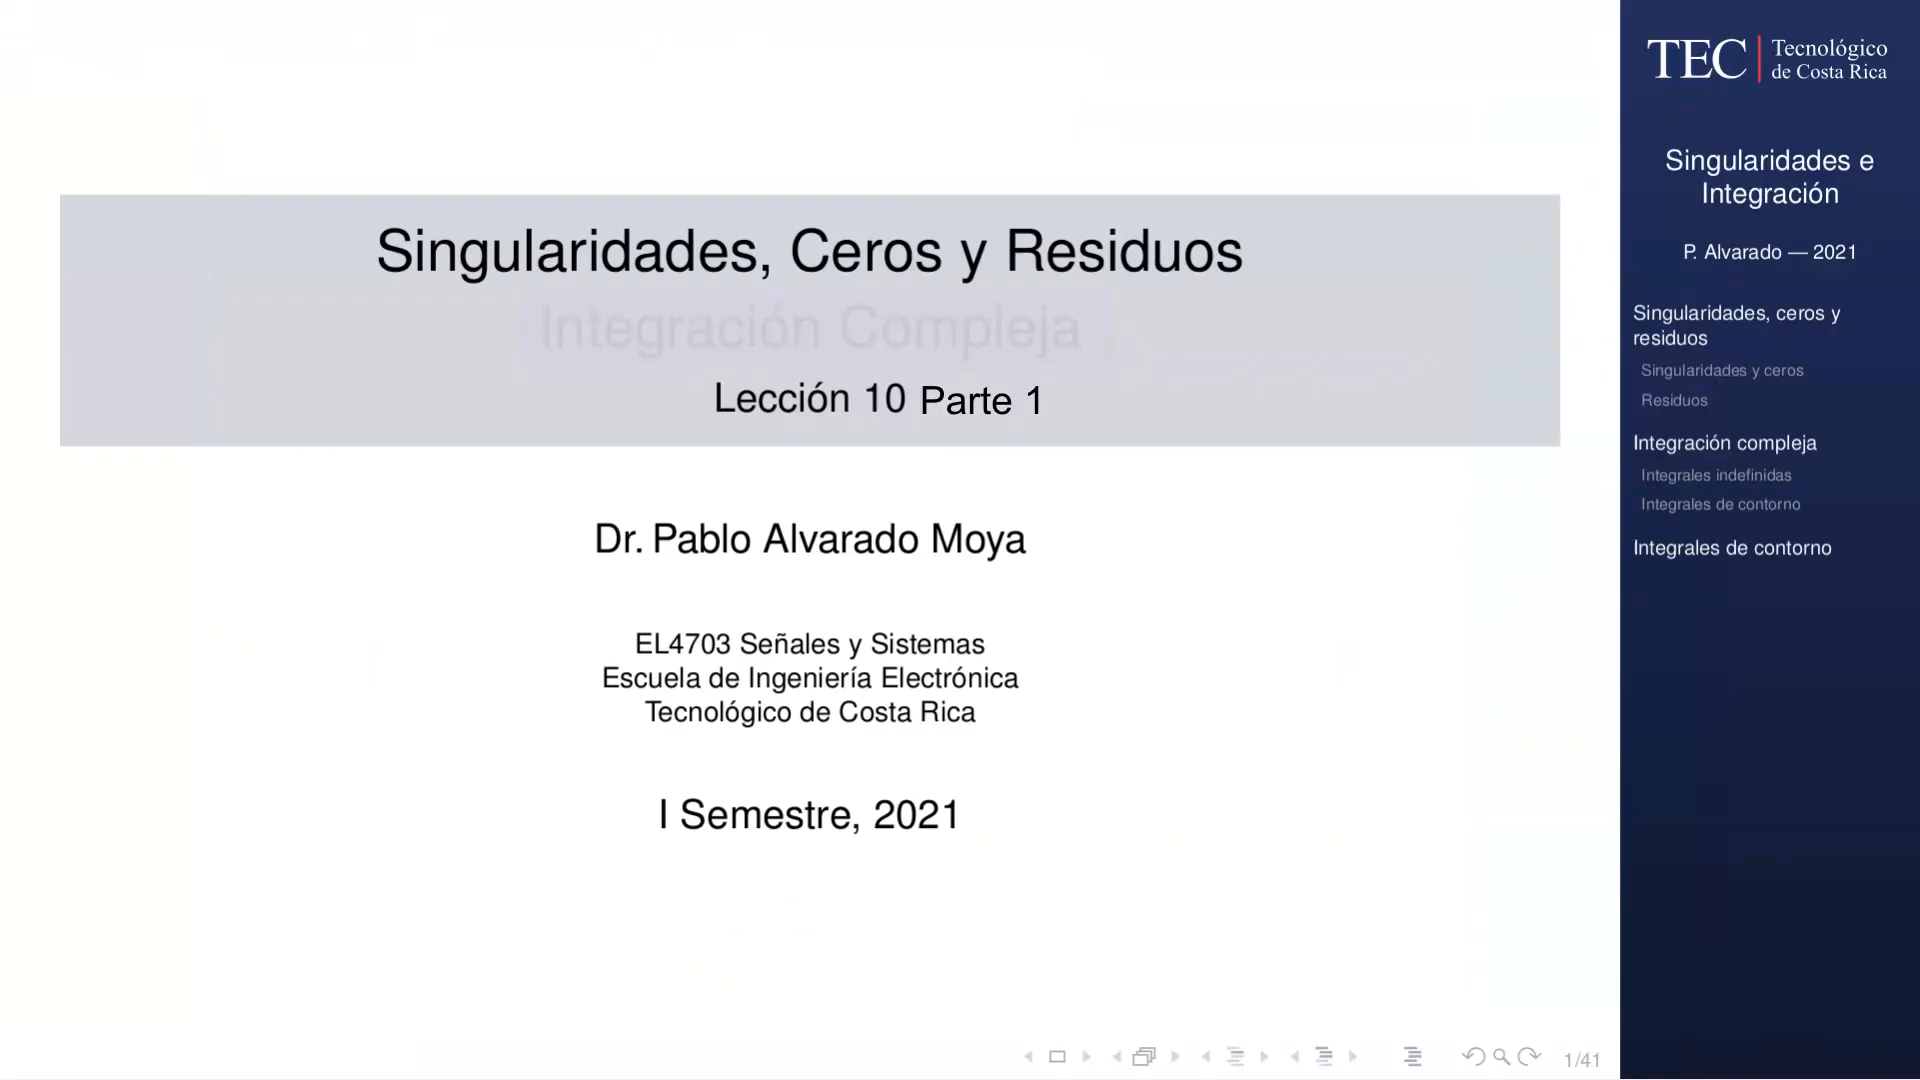 Singularidades, Ceros y Residuos
Integración Compleja
Lección 10 Parte 1
Dr. Pablo Alvarado Moya
EL4703 Señales y Sistemas
Escuela de Ingeniería Electrónica
Tecnológico de Costa Rica
I Semestre, 2021
1/41
TEC | Tecnológico
de Costa Rica
Singularidades e
Integración
P. Alvarado — 2021
Singularidades, ceros y
residuos
Singularidades y ceros
Residuos
Integración compleja
Integrales indefinidas
Integrales de contorno
Integrales de contorno